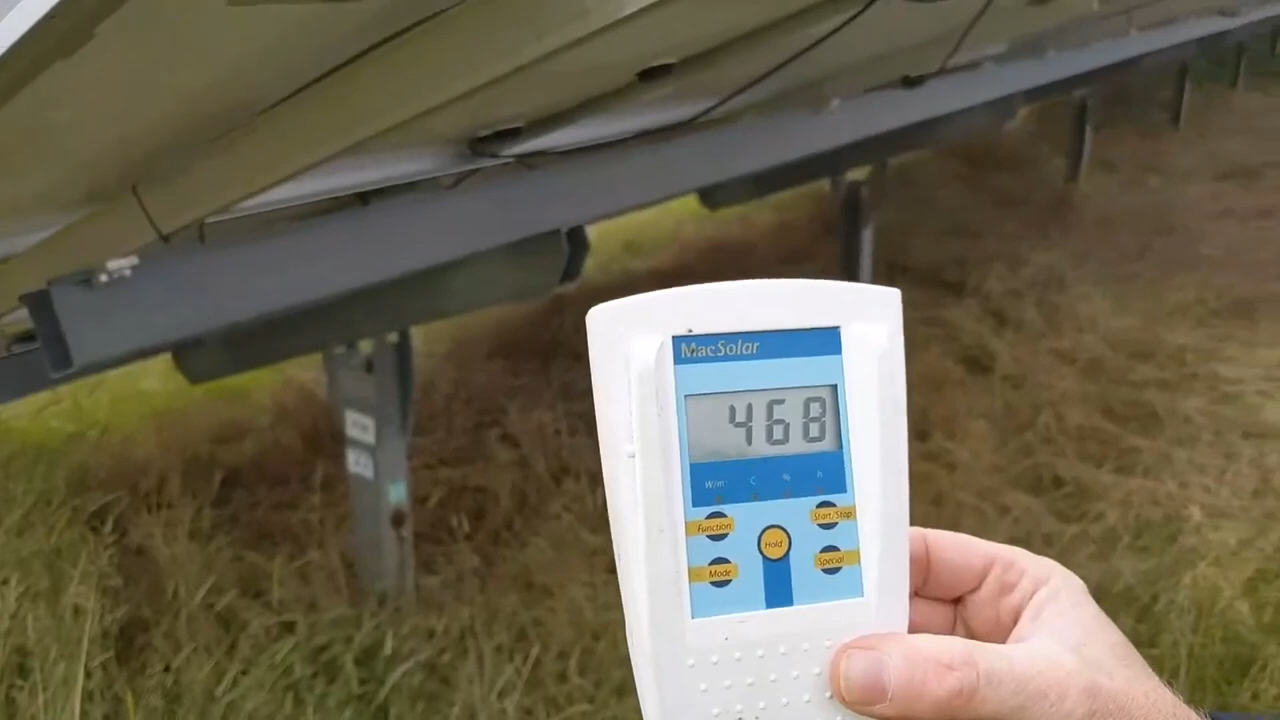 MacSolar
468
W/m² C % h
Function Start/Stop
Hold
Mode Special